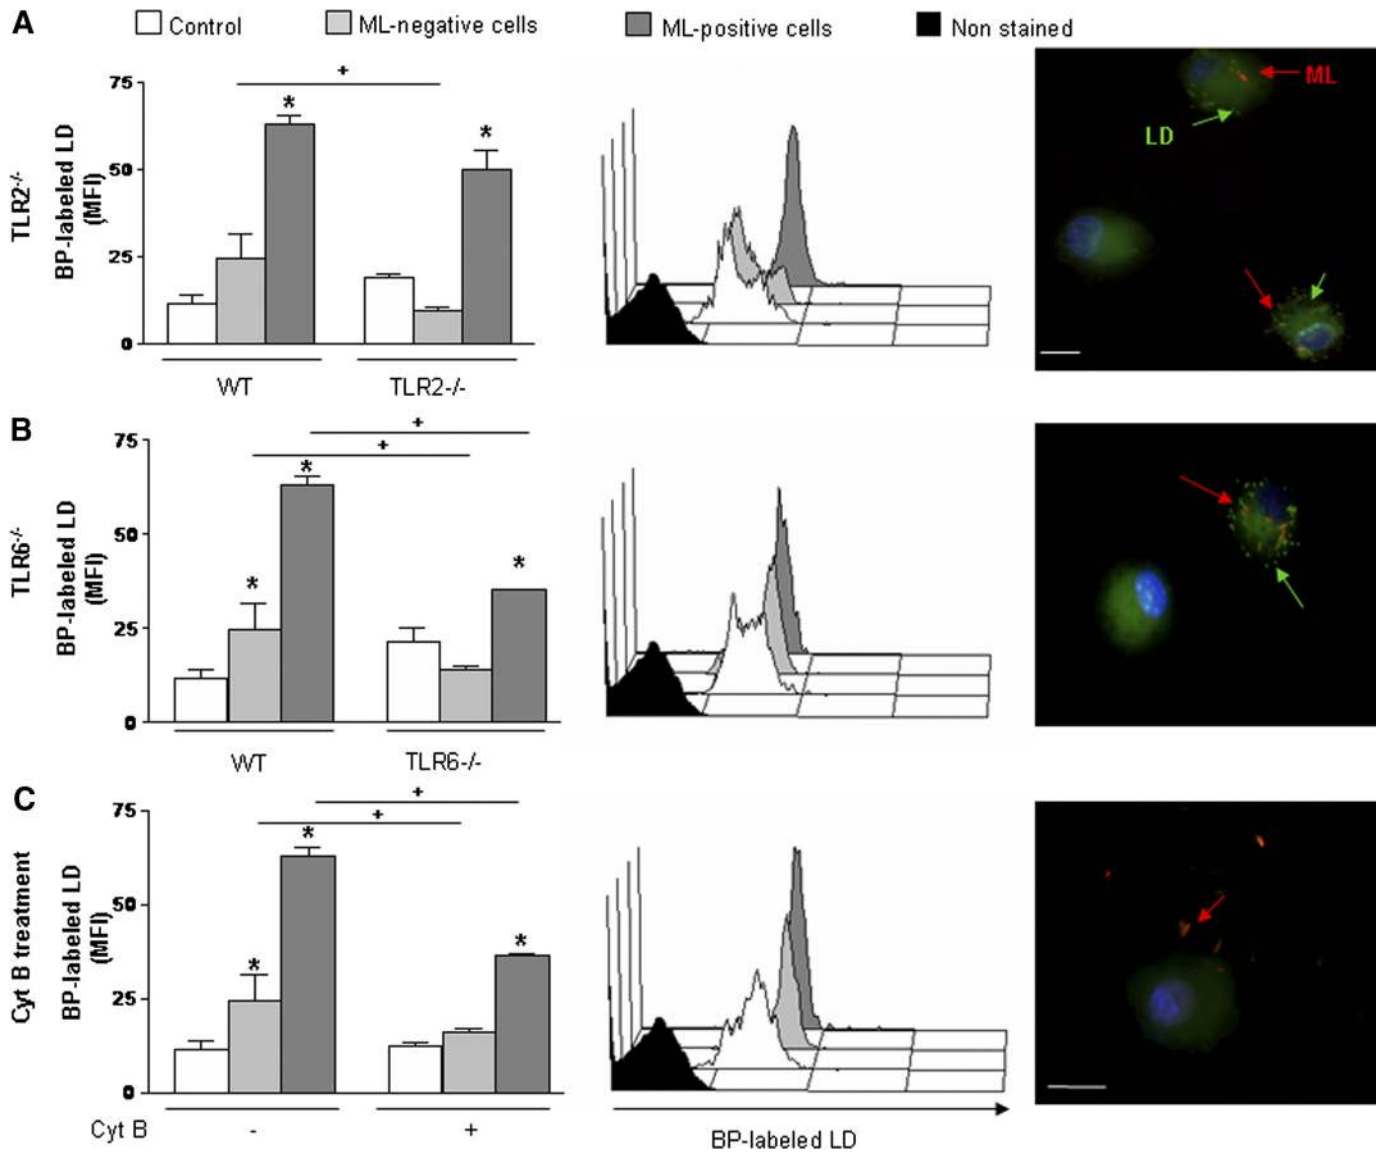 A
Control
ML-negative cells
ML-positive cells
Non stained
TLR2-/-
BP-labeled LD
(MFI)
75
50
25
0
+
*
*
WT
TLR2-/-
ML
LD
B
TLR6-/-
BP-labeled LD
(MFI)
75
50
25
0
+
+
*
*
*
WT
TLR6-/-
C
Cyt B treatment
BP-labeled LD
(MFI)
75
50
25
0
+
+
*
*
*
Cyt B - +
BP-labeled LD